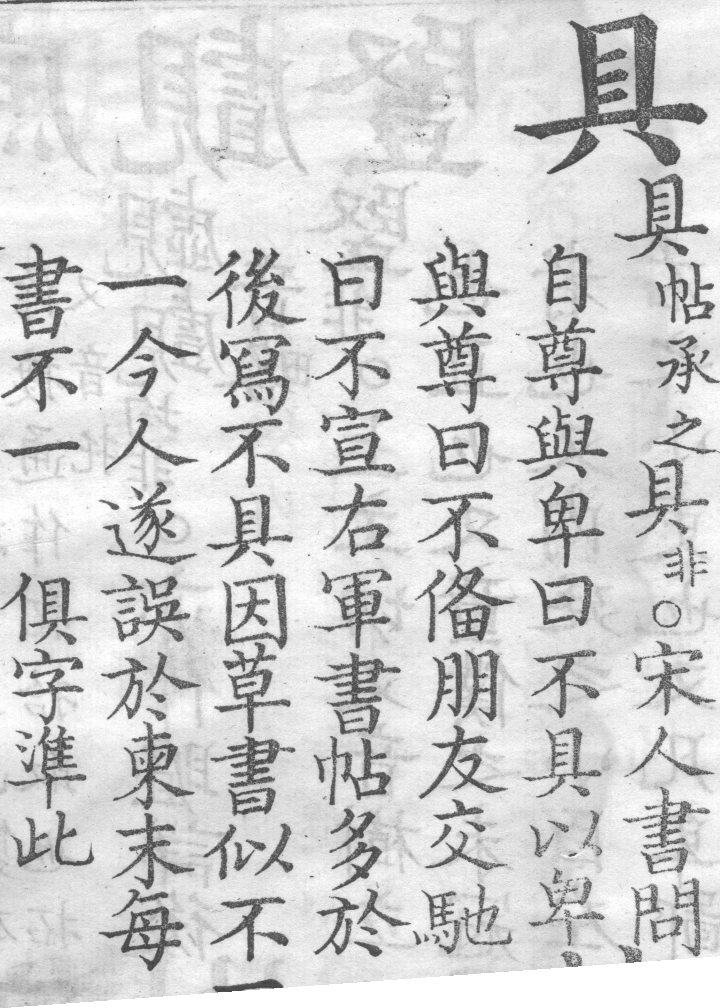 具 具帖承之具非○宋人書問
自尊與卑曰不具以卑
與尊曰不俻朋友交馳
曰不宣右軍書帖多於
後寫不具因草書似不
一今人遂誤於柬末每
書不一 俱字準此